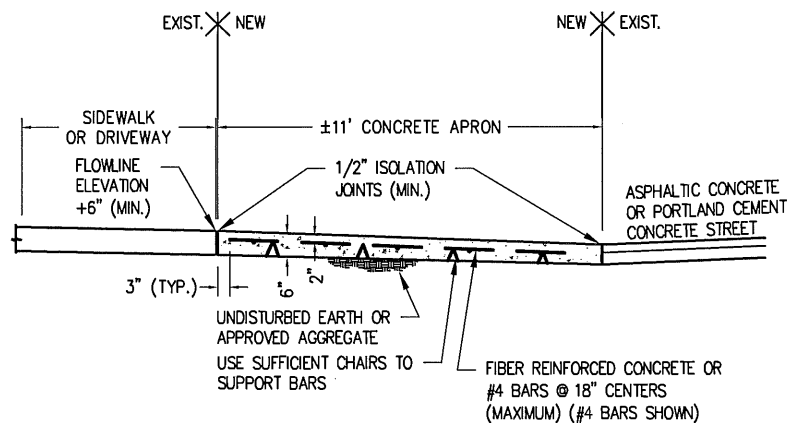 EXIST. NEW
NEW EXIST.
SIDEWALK
OR DRIVEWAY
±11' CONCRETE APRON
FLOWLINE
ELEVATION
+6" (MIN.)
1/2" ISOLATION
JOINTS (MIN.)
ASPHALTIC CONCRETE
OR PORTLAND CEMENT
CONCRETE STREET
3" (TYP.)
6"
2"
UNDISTURBED EARTH OR
APPROVED AGGREGATE
USE SUFFICIENT CHAIRS TO
SUPPORT BARS
FIBER REINFORCED CONCRETE OR
#4 BARS @ 18" CENTERS
(MAXIMUM) (#4 BARS SHOWN)